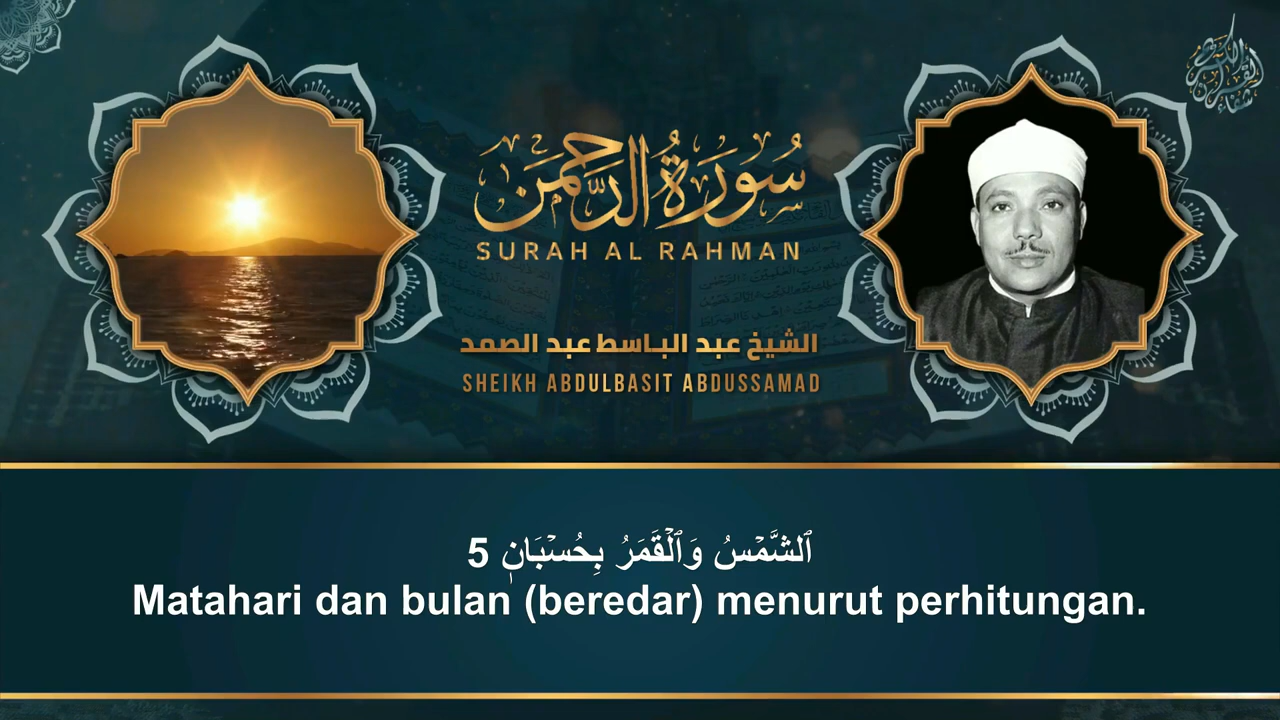 سُورَةُ الرَّحْمَن
SURAH AL RAHMAN
الشيخ عبد الباسط عبد الصمد
SHEIKH ABDULBASIT ABDUSSAMAD
ٱلشَّمْسُ وَٱلْقَمَرُ بِحُسْبَانٍ 5
Matahari dan bulan (beredar) menurut perhitungan.